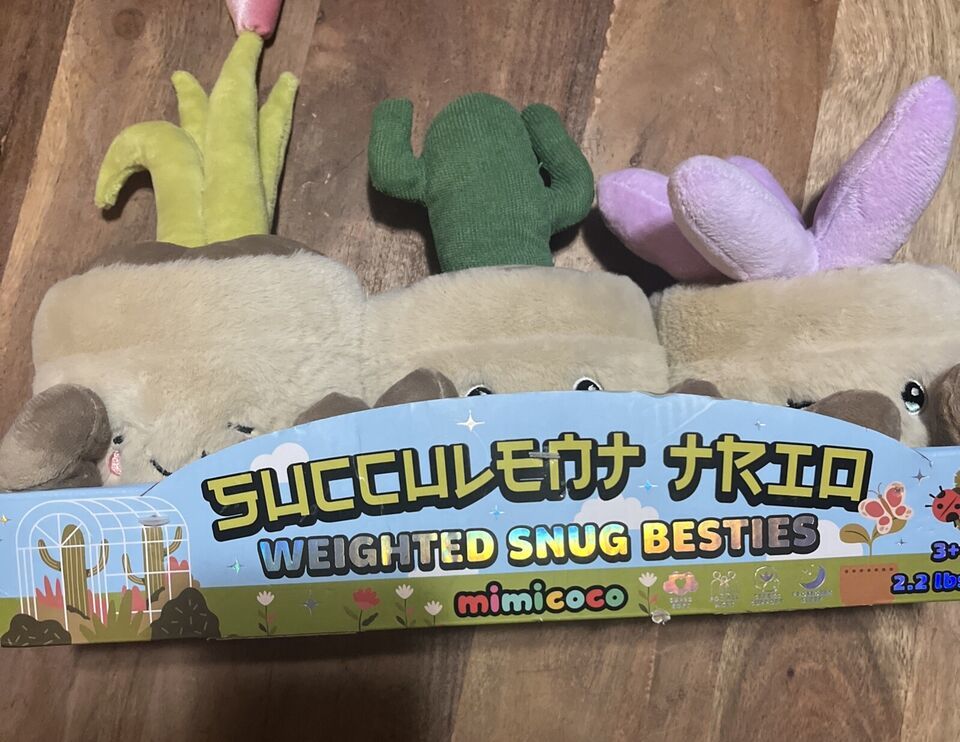 SUCCULENT TRIO
WEIGHTED SNUG BESTIES
mimicoco
3+
2.2 lbs